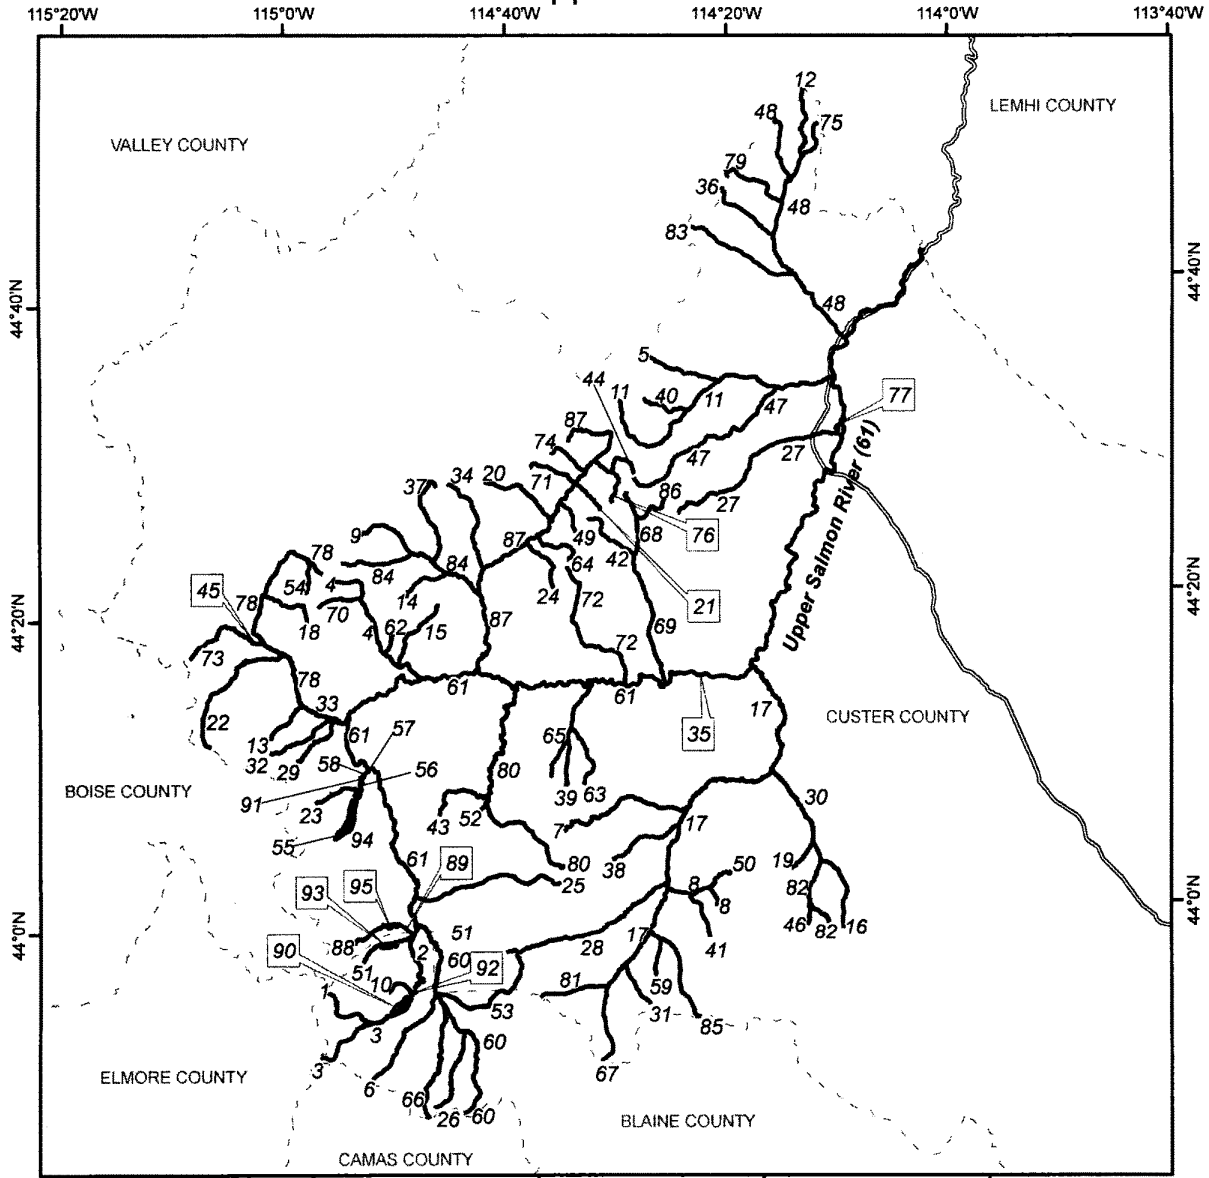 115°20'W 115°0'W 114°40'W 114°20'W 114°0'W 113°40'W
12
LEMHI COUNTY
48 75
VALLEY COUNTY
79
36
48
83
44°40'N
44°40'N
48
5
44
11 40 11 47
77
87
74 47 27
Upper Salmon River (61)
37 34 20 71 86 27
9 87 49 68 76
78 84 42
84 64
54 4 14 24 72 21
45
44°20'N
44°20'N
78 70
18 4 62 15 87 72 69
73
78 61 61
33
22 61 57
65 35 17
CUSTER COUNTY
13
32 29 58 56 80
39 63
91
BOISE COUNTY
23 43 52 30
7 17
55 94
61 80 38 19
89 25 8 50
95 82
93 8
44°0'N
44°0'N
88 51 17 46 82 16
90 2 28 41
60 92
51 10 81 59
1 53 31
3 85
60
3 67
ELMORE COUNTY
6 66
26 60
BLAINE COUNTY
CAMAS COUNTY